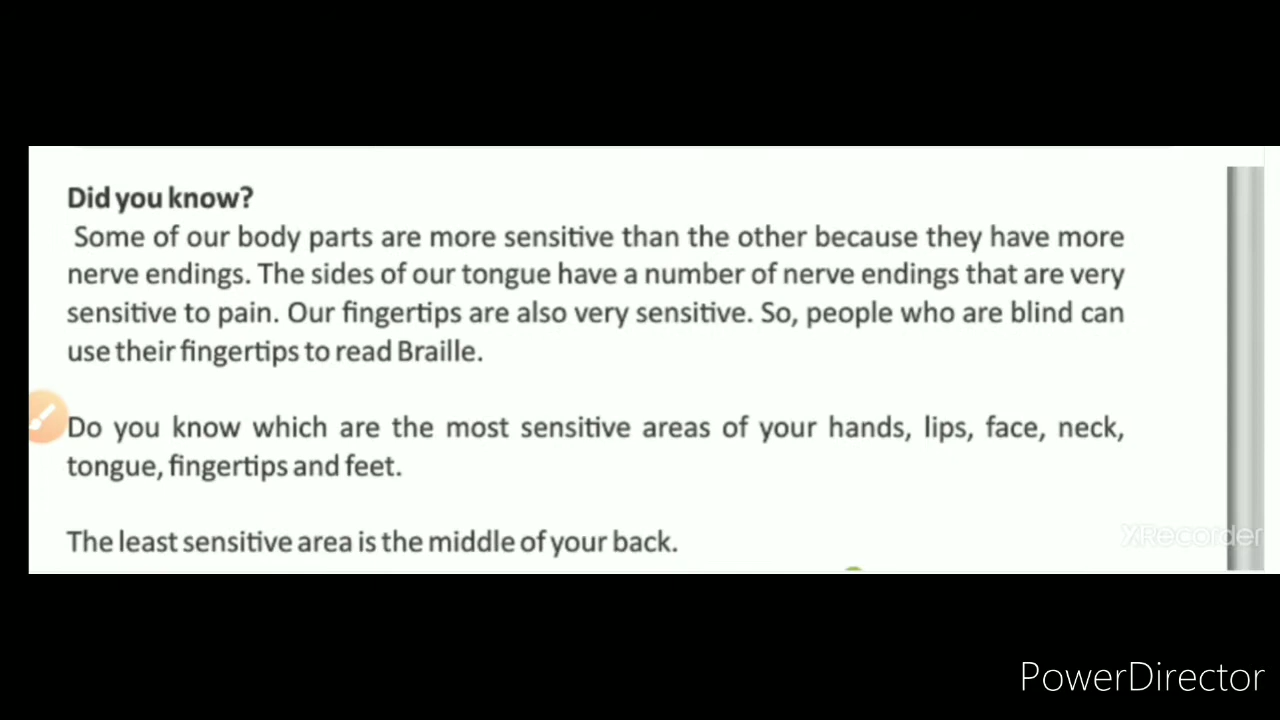 Did you know?
Some of our body parts are more sensitive than the other because they have more
nerve endings. The sides of our tongue have a number of nerve endings that are very
sensitive to pain. Our fingertips are also very sensitive. So, people who are blind can
use their fingertips to read Braille.
Do you know which are the most sensitive areas of your hands, lips, face, neck,
tongue, fingertips and feet.
The least sensitive area is the middle of your back.
XRecorder
PowerDirector